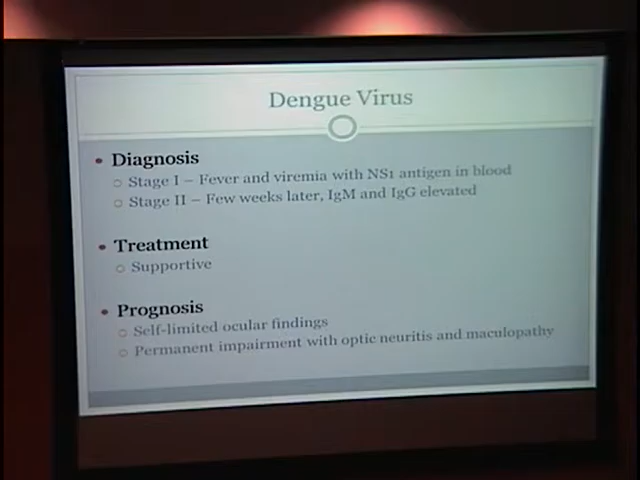 Dengue Virus
• Diagnosis
○ Stage I – Fever and viremia with NS1 antigen in blood
○ Stage II – Few weeks later, IgM and IgG elevated
• Treatment
○ Supportive
• Prognosis
○ Self-limited ocular findings
○ Permanent impairment with optic neuritis and maculopathy